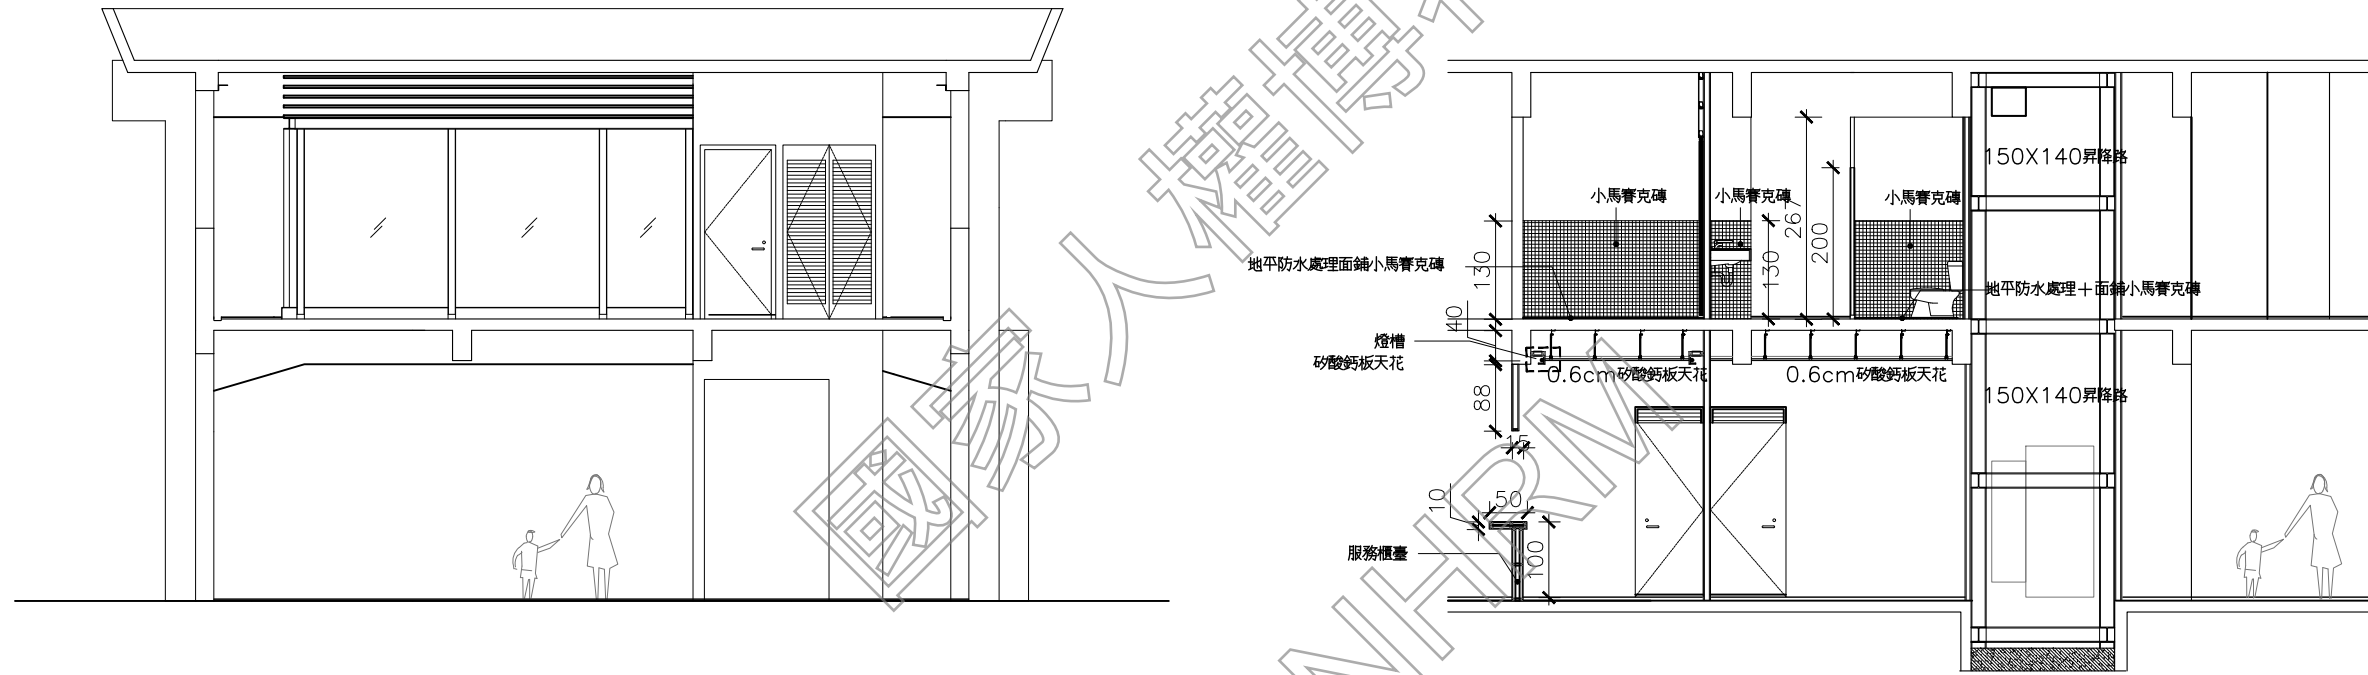 150X140昇降路
小馬賽克磚
小馬賽克磚
小馬賽克磚
267
200
130
130
地平防水處理面鋪小馬賽克磚
地平防水處理＋面鋪小馬賽克磚
40
燈槽
矽酸鈣板天花
0.6cm矽酸鈣板天花
0.6cm矽酸鈣板天花
150X140昇降路
88
15
10
50
服務櫃臺
100
國家人權博
NHRM